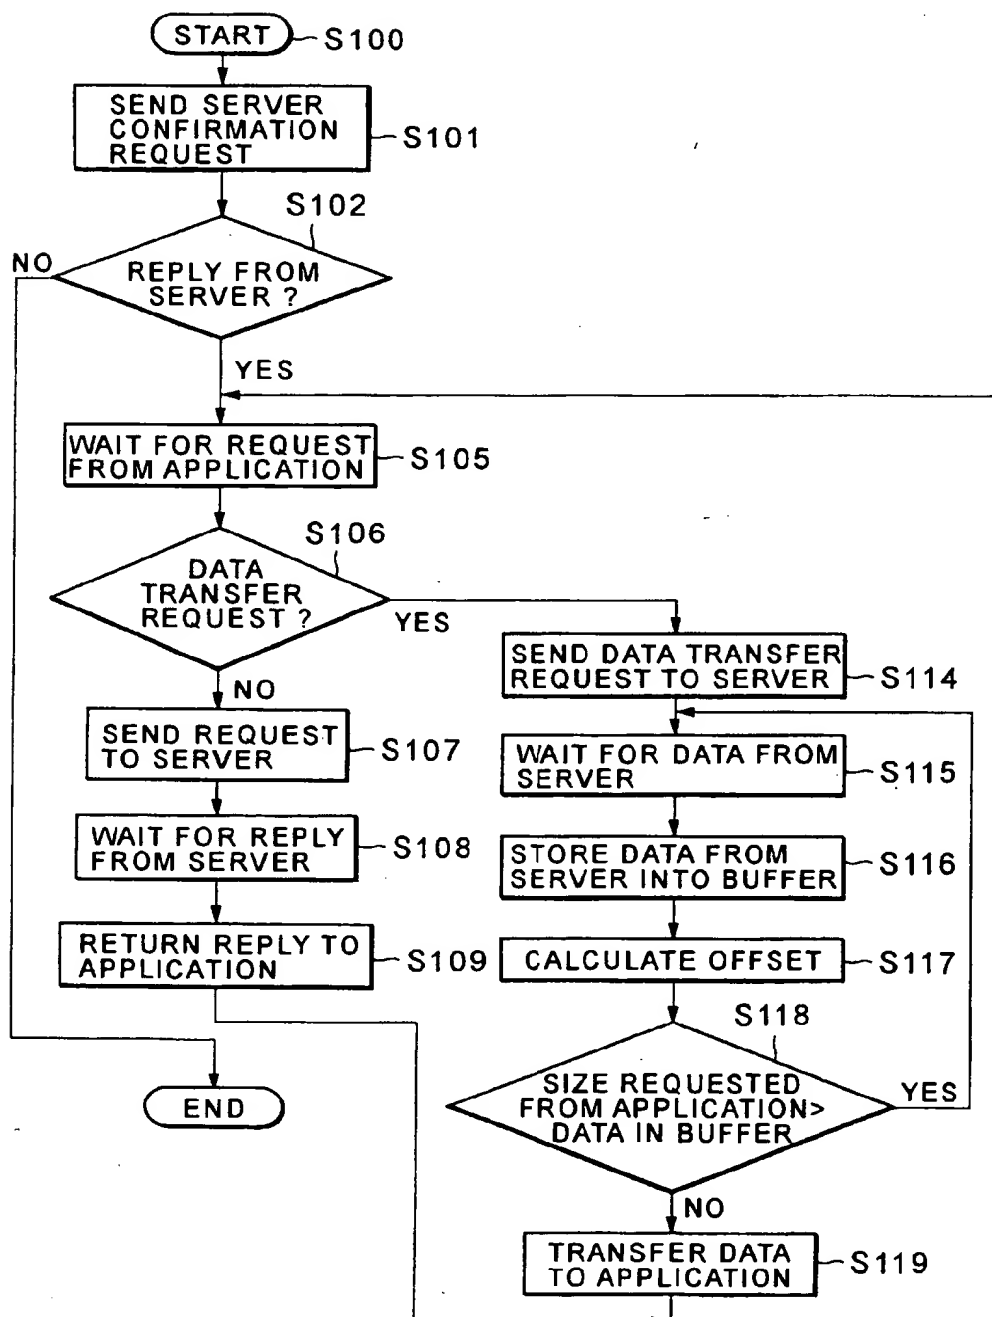 START
S100
SEND SERVER
CONFIRMATION
REQUEST
S101
S102
NO
REPLY FROM
SERVER ?
YES
WAIT FOR REQUEST
FROM APPLICATION
S105
S106
DATA
TRANSFER
REQUEST ?
YES
NO
SEND REQUEST
TO SERVER
S107
WAIT FOR REPLY
FROM SERVER
S108
RETURN REPLY TO
APPLICATION
S109
END
SEND DATA TRANSFER
REQUEST TO SERVER
S114
WAIT FOR DATA FROM
SERVER
S115
STORE DATA FROM
SERVER INTO BUFFER
S116
CALCULATE OFFSET
S117
S118
SIZE REQUESTED
FROM APPLICATION>
DATA IN BUFFER
YES
NO
TRANSFER DATA
TO APPLICATION
S119